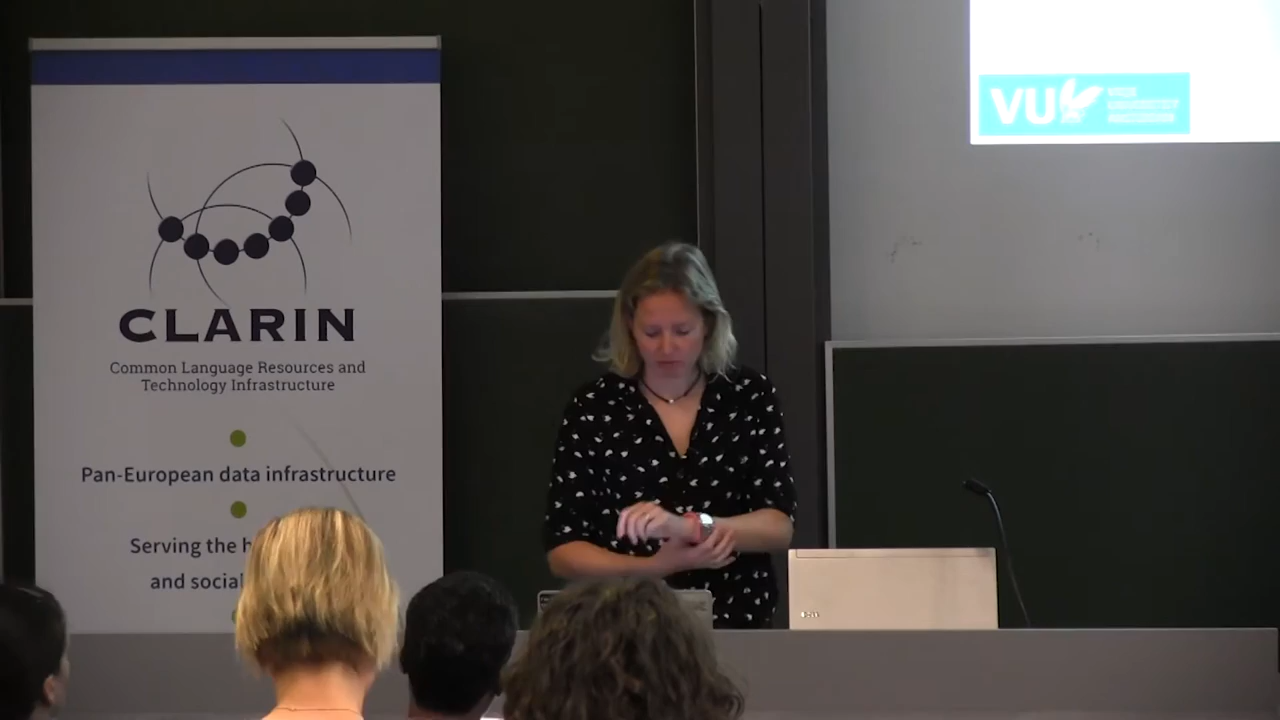 CLARIN
Common Language Resources and
Technology Infrastructure
Pan-European data infrastructure
Serving the h
and social
VU